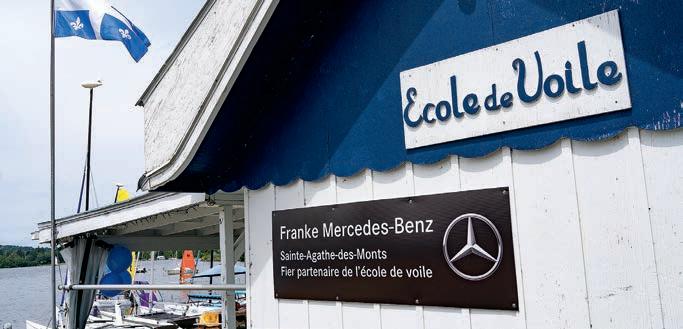 Ecole de Voile
Franke Mercedes-Benz
Sainte-Agathe-des-Monts
Fier partenaire de l'école de voile